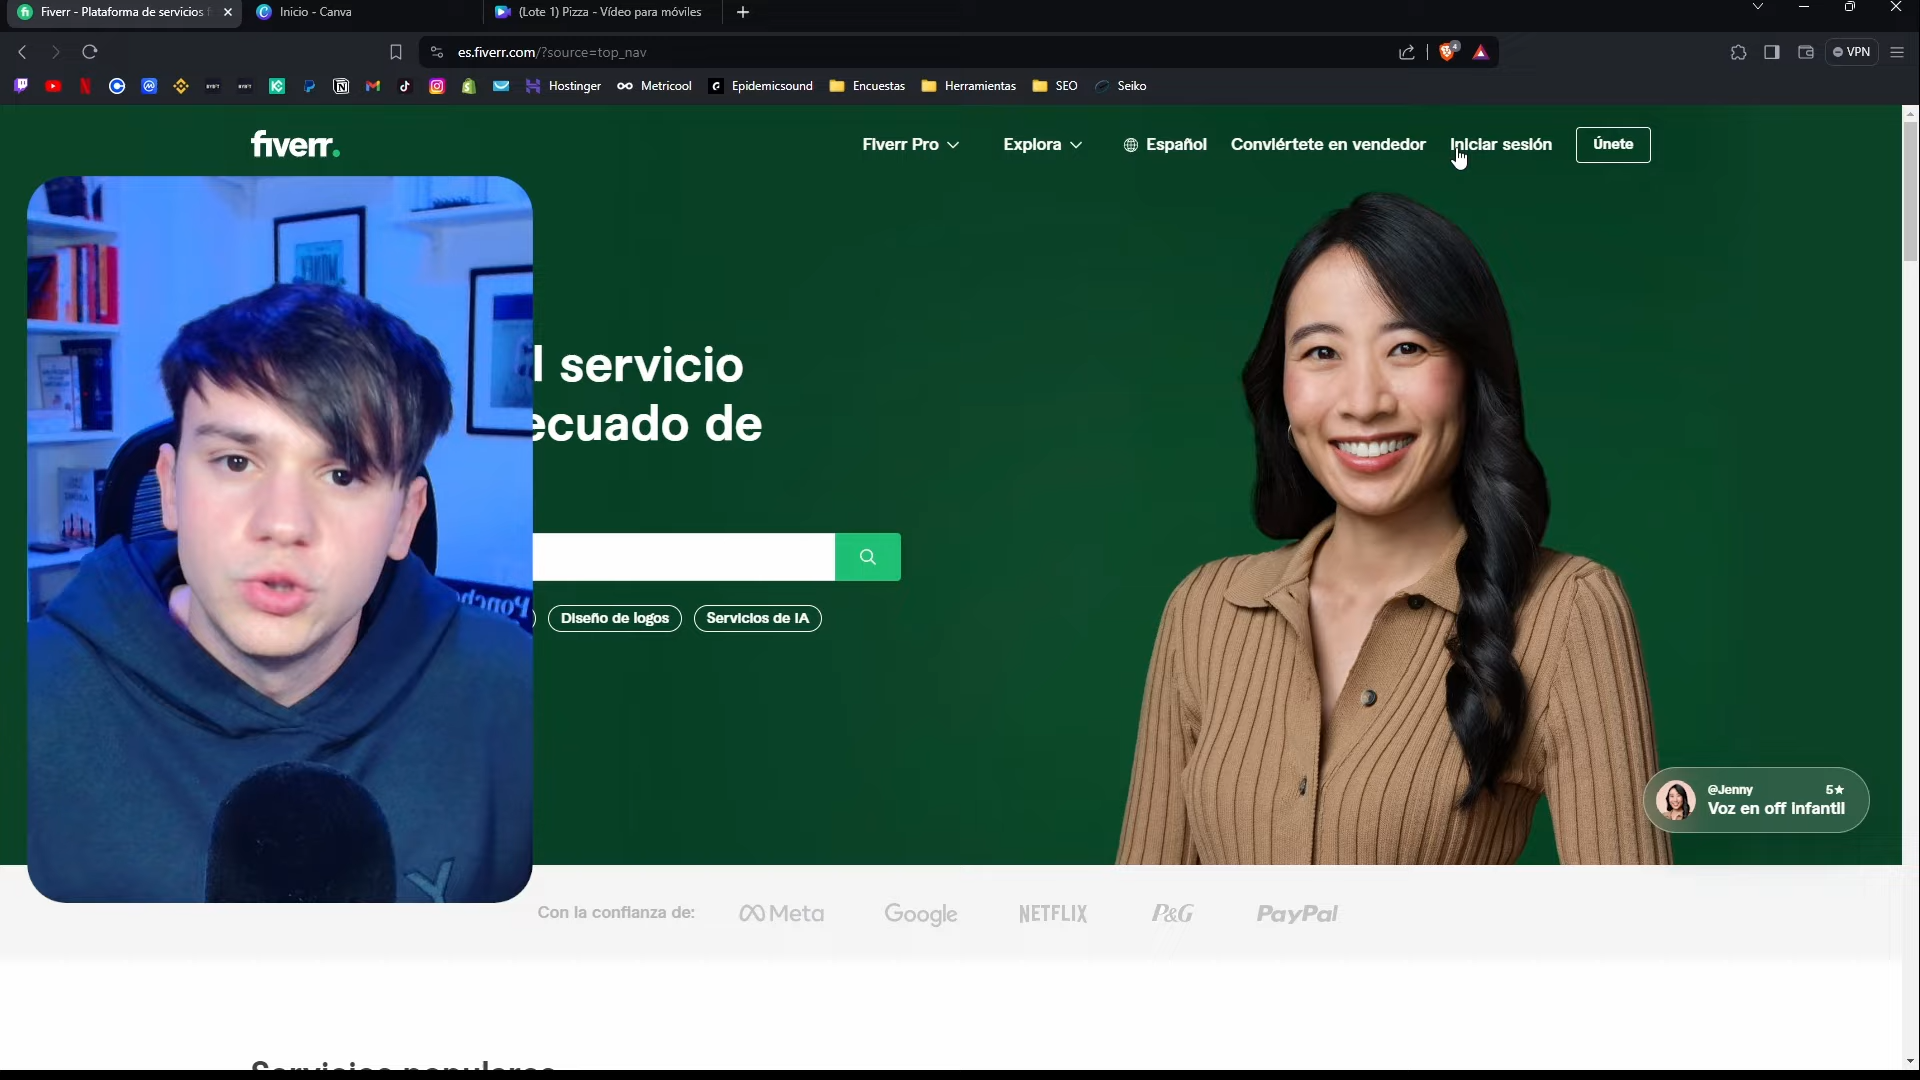 Fiverr - Plataforma de servicios f
Inicio - Canva
(Lote 1) Pizza - Vídeo para móviles
es.fiverr.com/?source=top_nav
4
VPN
Hostinger
Metricool
Epidemicsound
Encuestas
Herramientas
SEO
Seiko
fiverr.
Fiverr Pro
Explora
Español
Conviértete en vendedor
Iniciar sesión
Únete
l servicio
ecuado de
Diseño de logos
Servicios de IA
@Jenny
5★
Voz en off infantil
Con la confianza de:
Meta
Google
NETFLIX
P&G
PayPal
Servicios populares